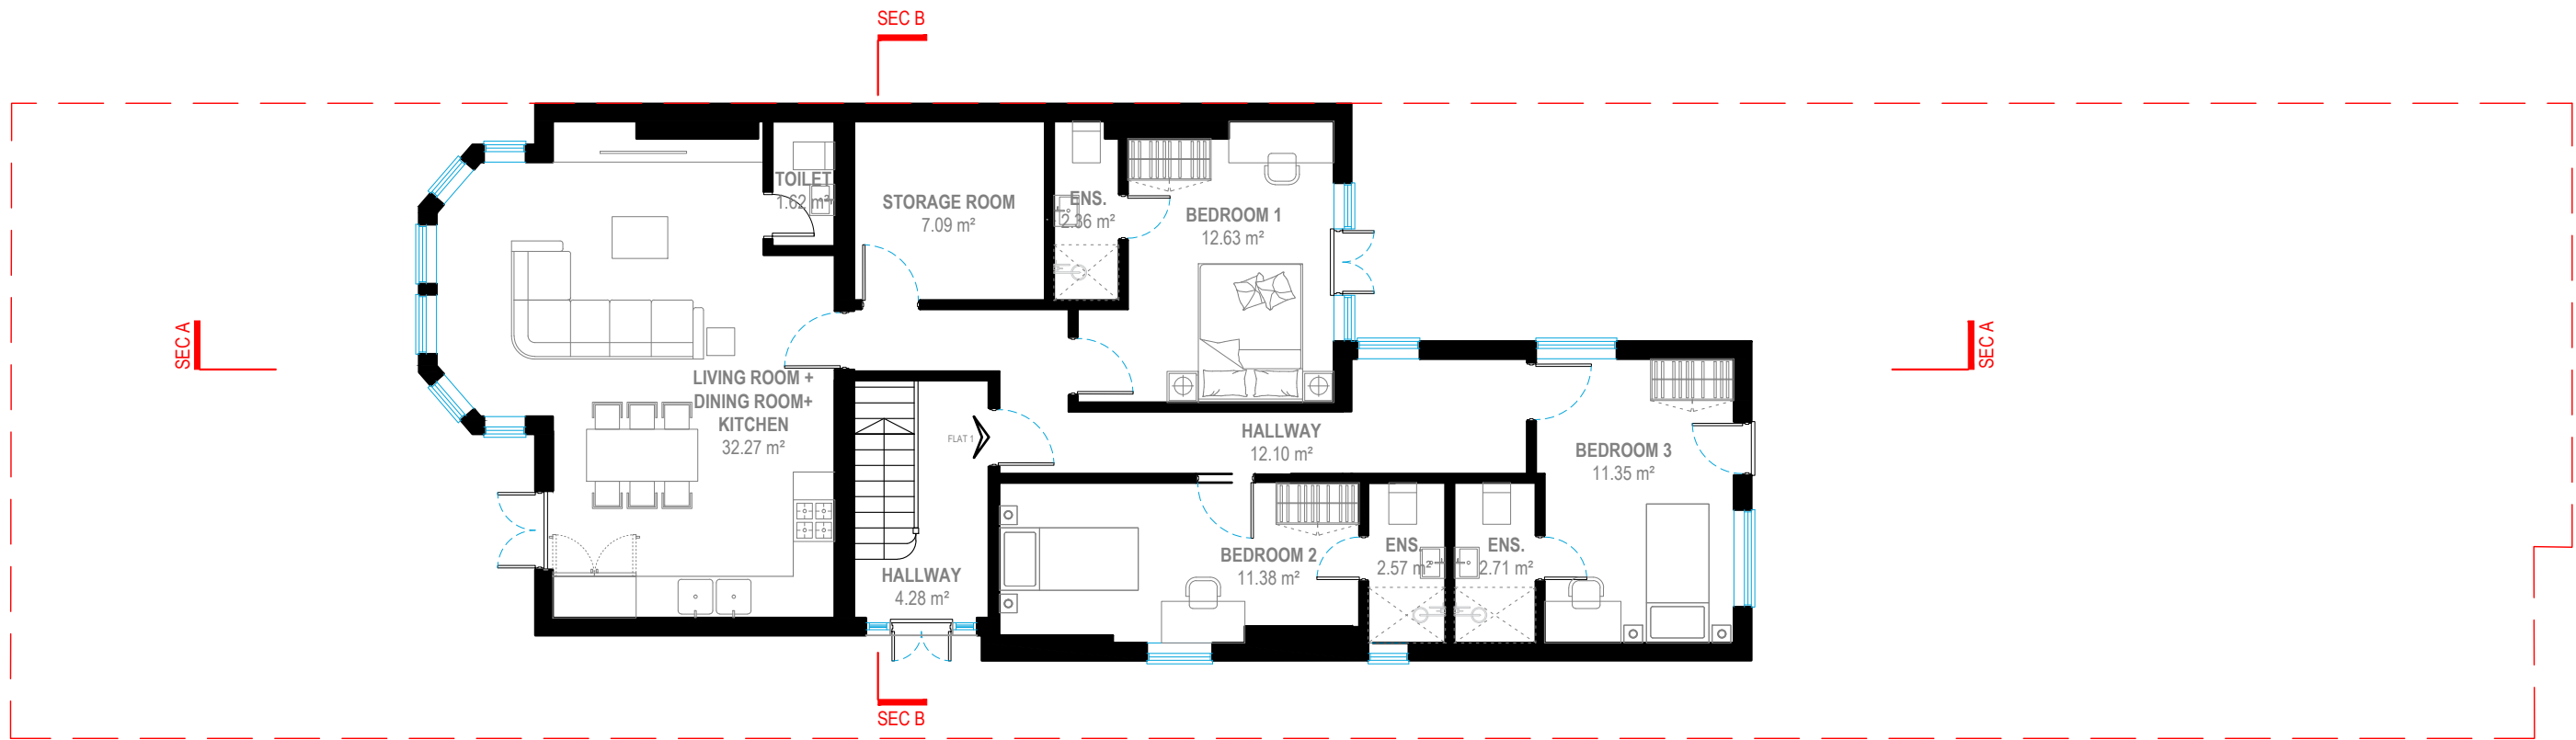 SEC B
TOILET
1.62 m²
STORAGE ROOM
7.09 m²
ENS.
2.36 m²
BEDROOM 1
12.63 m²
SEC A
SEC A
LIVING ROOM +
DINING ROOM+
KITCHEN
32.27 m²
FLAT 1
HALLWAY
12.10 m²
BEDROOM 3
11.35 m²
HALLWAY
4.28 m²
BEDROOM 2
11.38 m²
ENS.
2.57 m²
ENS.
2.71 m²
SEC B